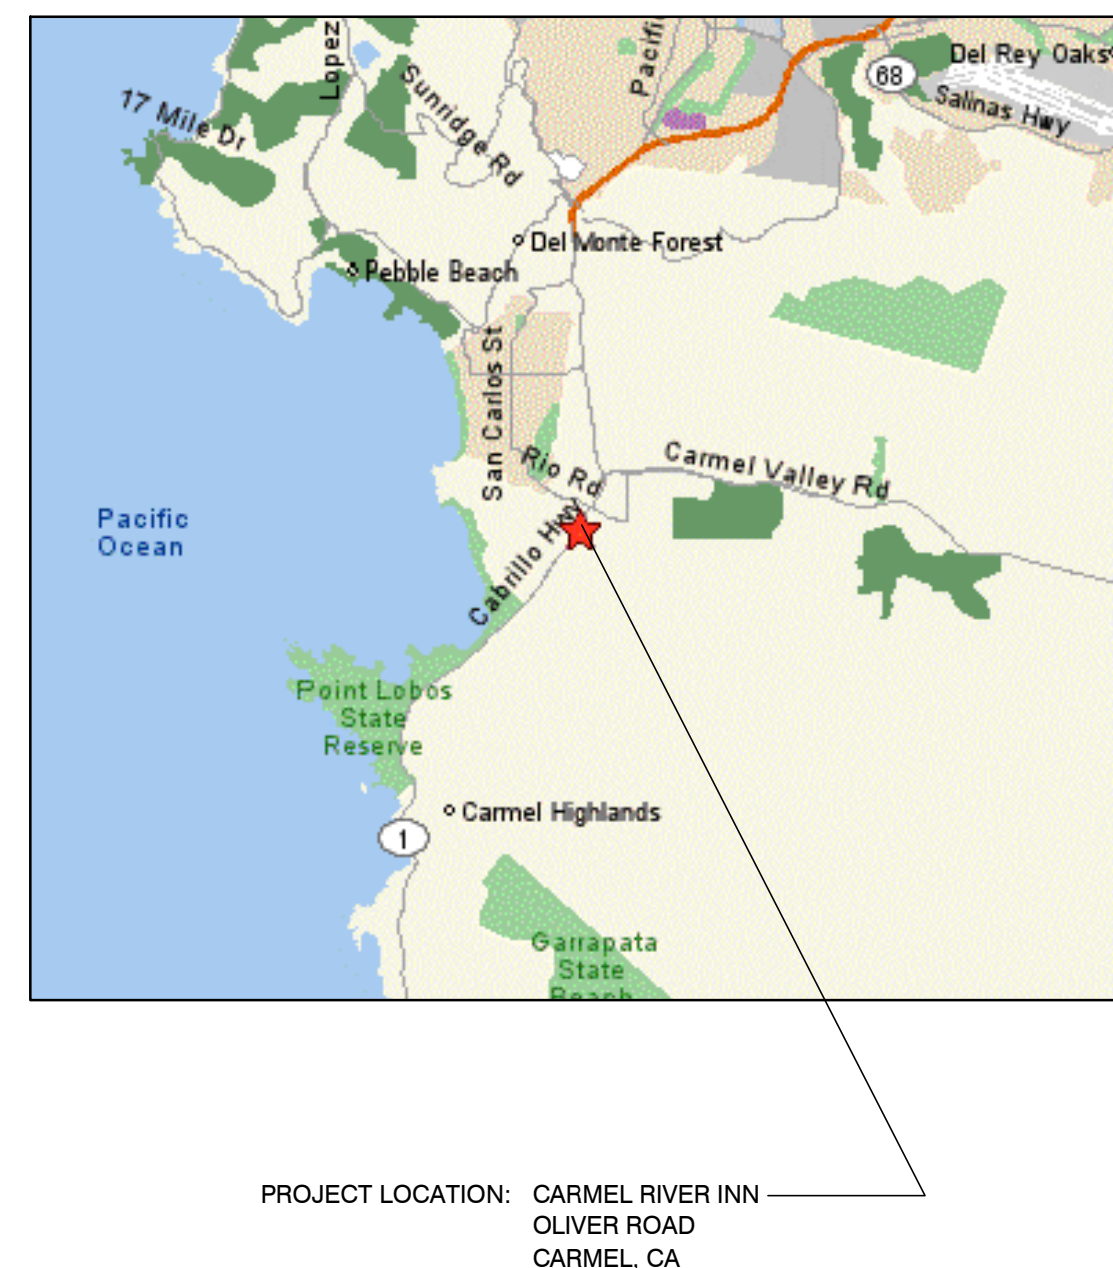 Lopez
Pacifi
Del Rey Oaks
68
Sunridge Rd
17 Mile Dr
Salinas Hwy
Del Monte Forest
Pebble Beach
San Carlos St
Rio Rd
Carmel Valley Rd
Pacific
Ocean
Cabrillo Hwy
Point Lobos
State
Reserve
Carmel Highlands
1
Garrapata
State
Beach
PROJECT LOCATION: CARMEL RIVER INN
OLIVER ROAD
CARMEL, CA